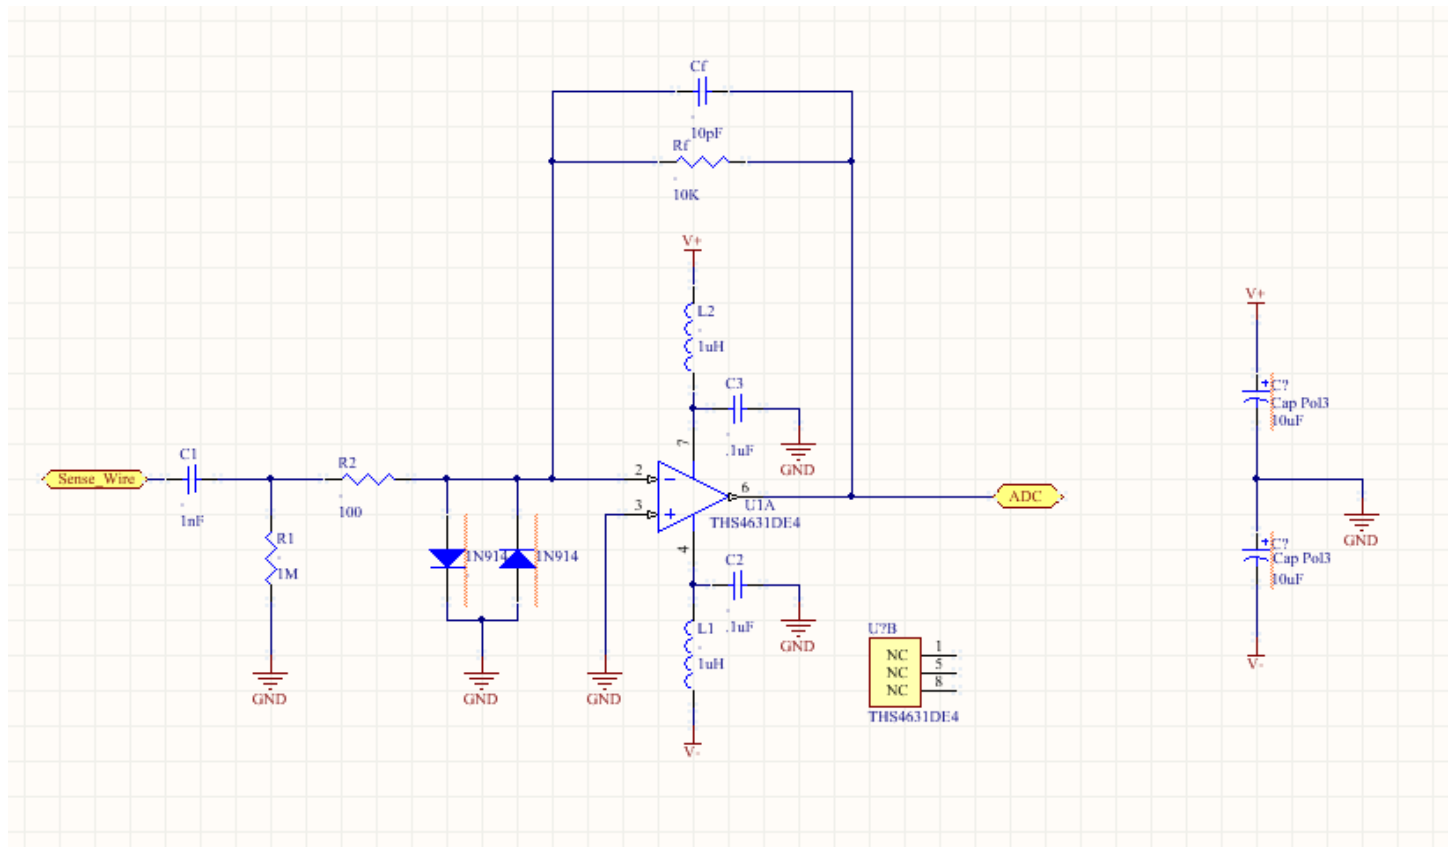 Cf
10pF
Rf
10K
V+
L2
1uH
C3
.1uF
GND
7
Sense_Wire
C1
1nF
R2
100
R1
1M
GND
1N914
1N914
GND
2
3
6
4
U1A
THS4631DE4
GND
C2
.1uF
GND
L1
1uH
V-
ADC
U?B
NC 1
NC 5
NC 8
THS4631DE4
V+
C?
Cap Pol3
10uF
GND
C?
Cap Pol3
10uF
V-